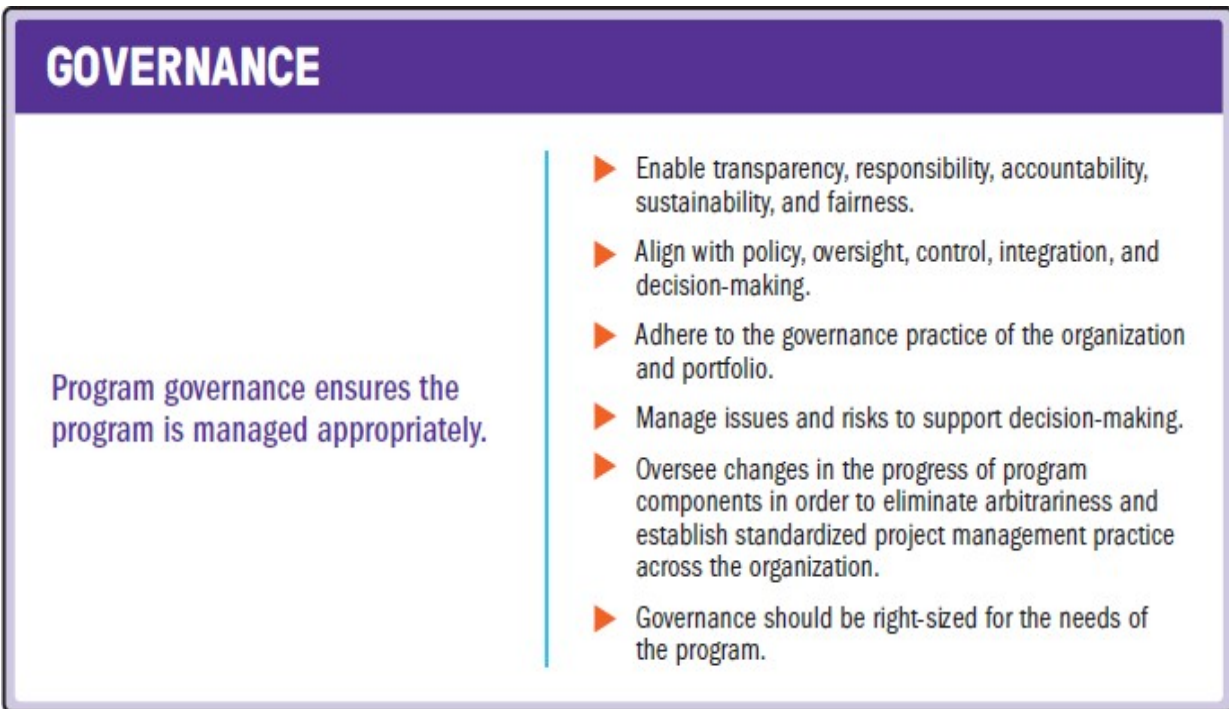 GOVERNANCE
Program governance ensures the
program is managed appropriately.
Enable transparency, responsibility, accountability,
sustainability, and fairness.
Align with policy, oversight, control, integration, and
decision-making.
Adhere to the governance practice of the organization
and portfolio.
Manage issues and risks to support decision-making.
Oversee changes in the progress of program
components in order to eliminate arbitrariness and
establish standardized project management practice
across the organization.
Governance should be right-sized for the needs of
the program.